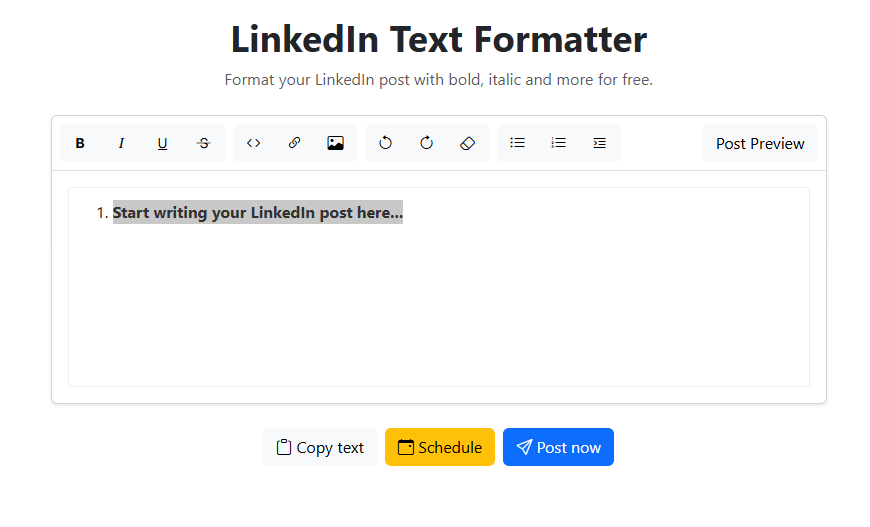 LinkedIn Text Formatter
Format your LinkedIn post with bold, italic and more for free.
B I U S Post Preview
1. Start writing your LinkedIn post here...
Copy text Schedule Post now